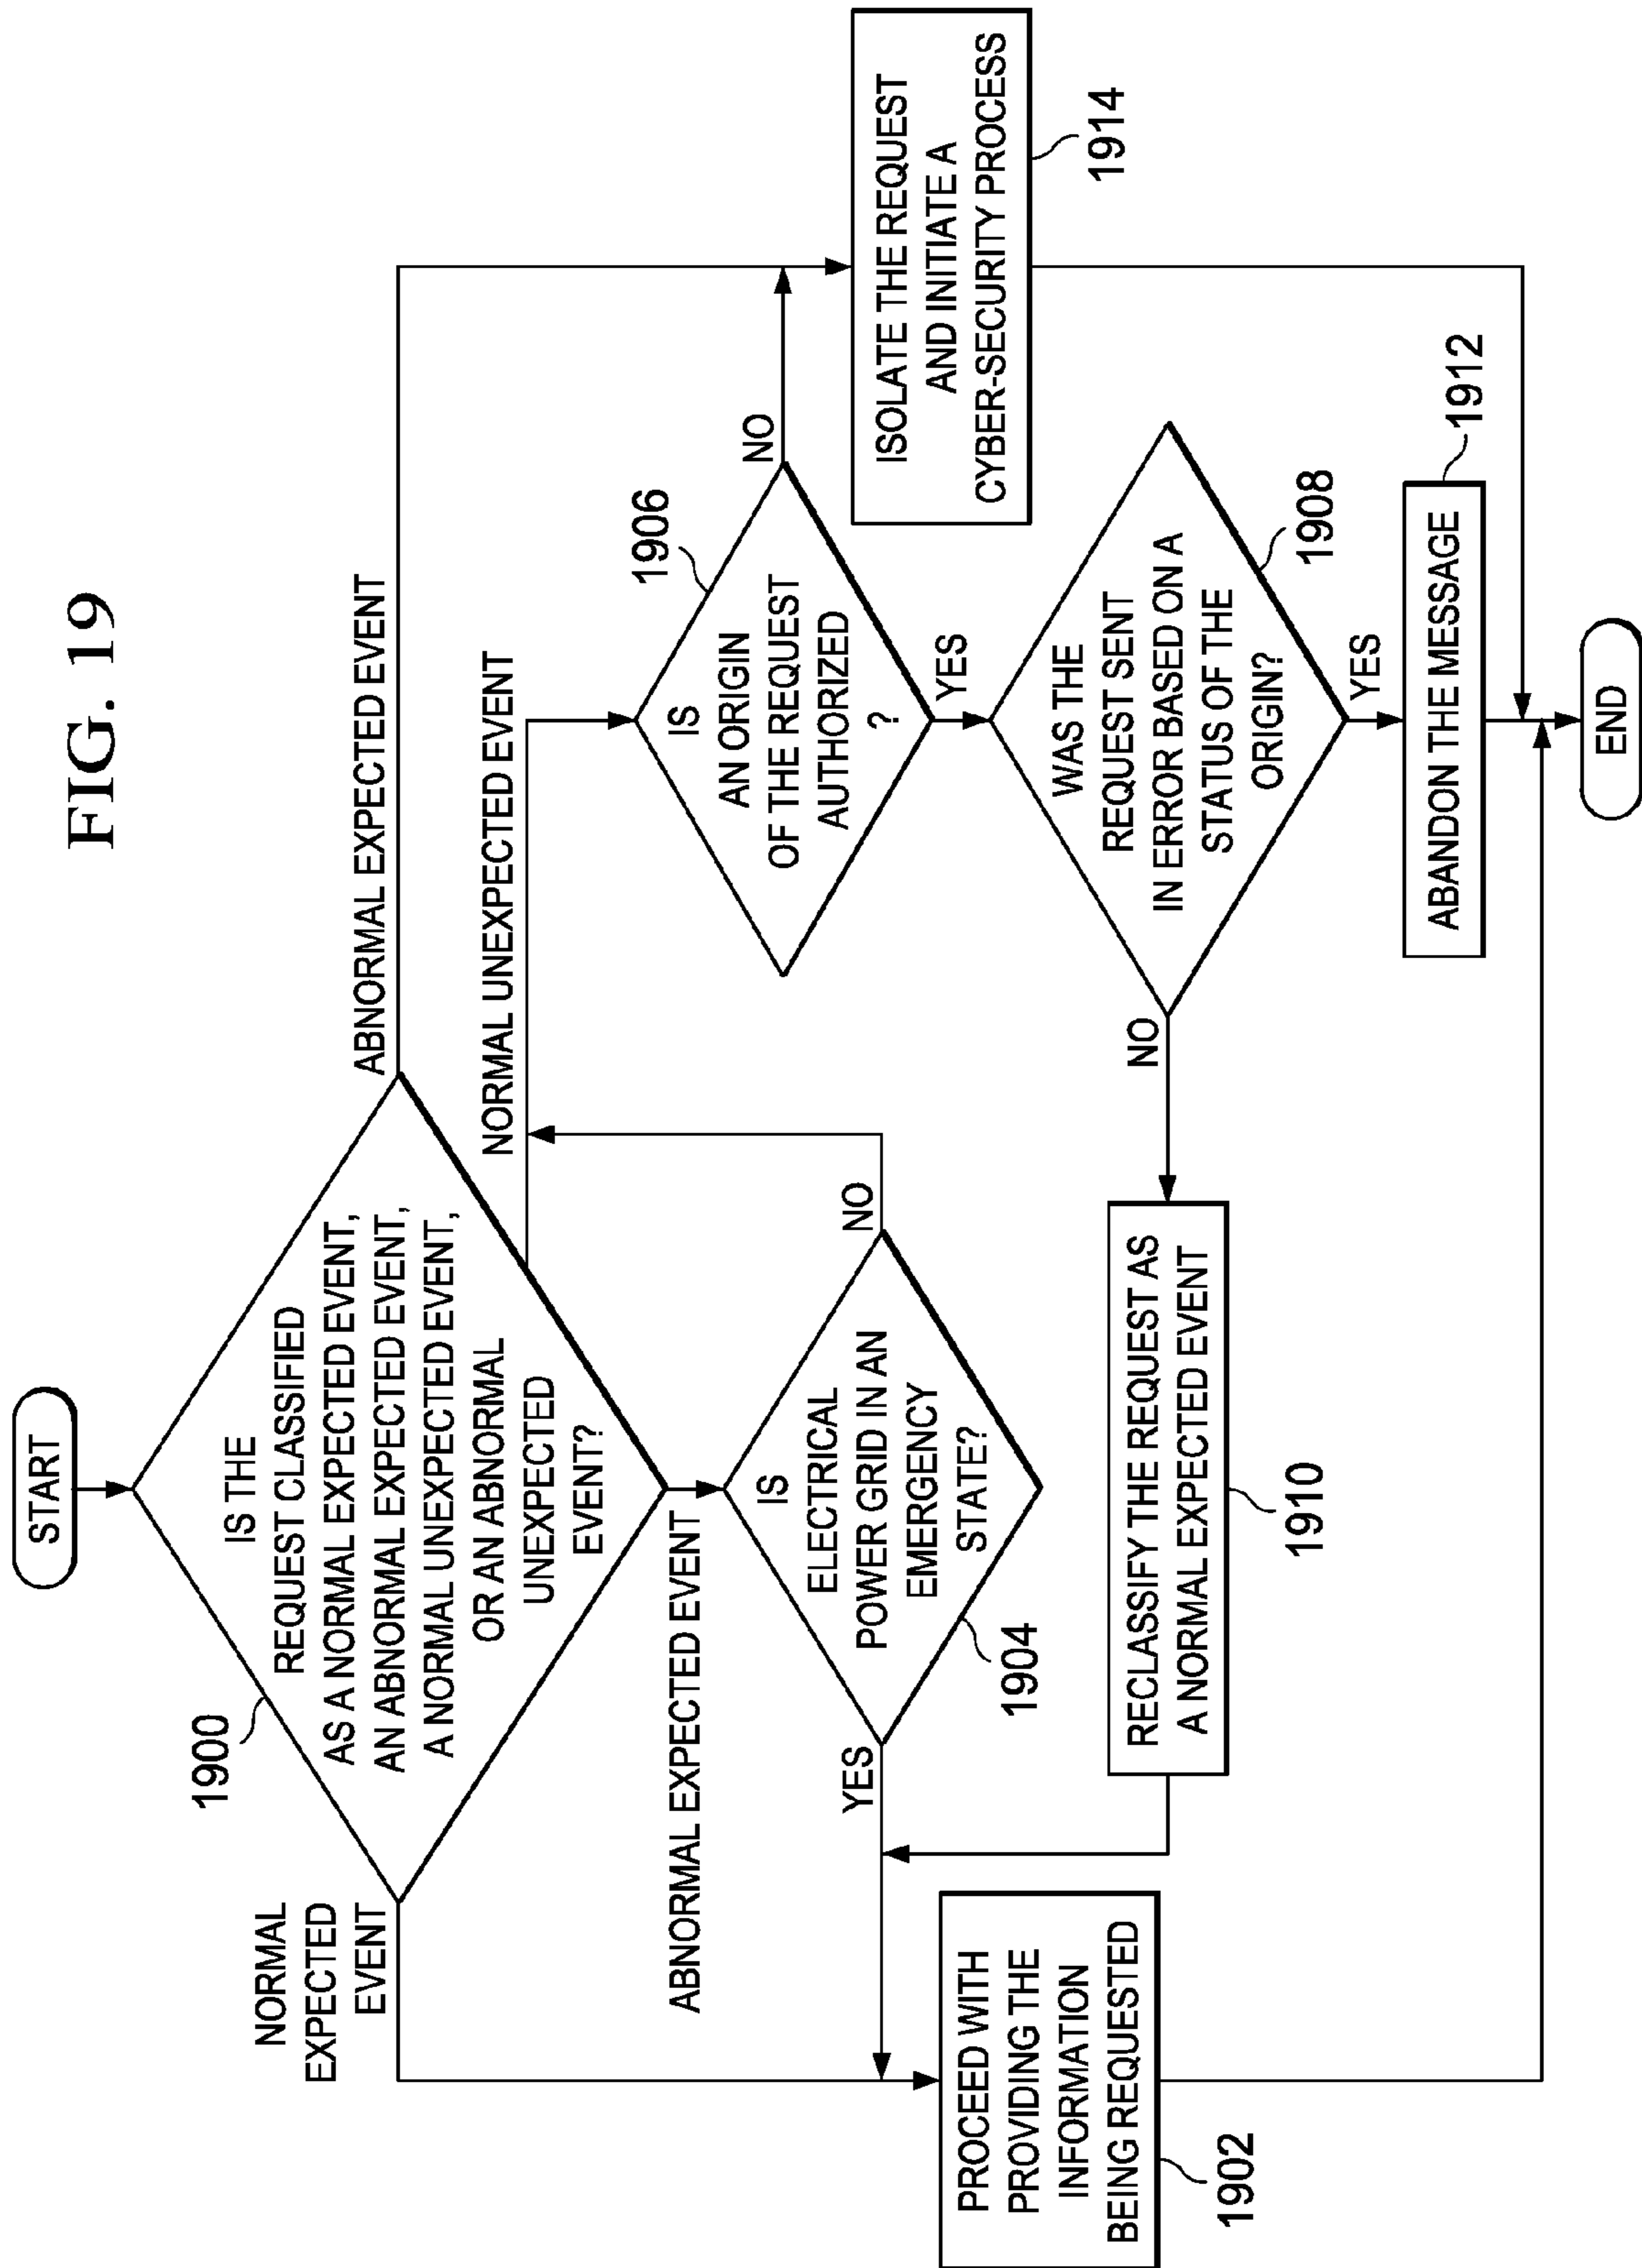 FIG. 19
START
1900
IS THE
REQUEST CLASSIFIED
AS A NORMAL EXPECTED EVENT,
AN ABNORMAL EXPECTED EVENT,
A NORMAL UNEXPECTED EVENT,
OR AN ABNORMAL
UNEXPECTED
EVENT?
NORMAL
EXPECTED
EVENT
ABNORMAL EXPECTED EVENT
NORMAL UNEXPECTED EVENT
ABNORMAL EXPECTED EVENT
IS
ELECTRICAL
POWER GRID IN AN
EMERGENCY
STATE?
1904
YES
NO
1906
IS
AN ORIGIN
OF THE REQUEST
AUTHORIZED
?
NO
YES
PROCEED WITH
PROVIDING THE
INFORMATION
BEING REQUESTED
1902
ISOLATE THE REQUEST
AND INITIATE A
CYBER-SECURITY PROCESS
1914
WAS THE
REQUEST SENT
IN ERROR BASED ON A
STATUS OF THE
ORIGIN?
1908
NO
YES
RECLASSIFY THE REQUEST AS
A NORMAL EXPECTED EVENT
1910
ABANDON THE MESSAGE
1912
END